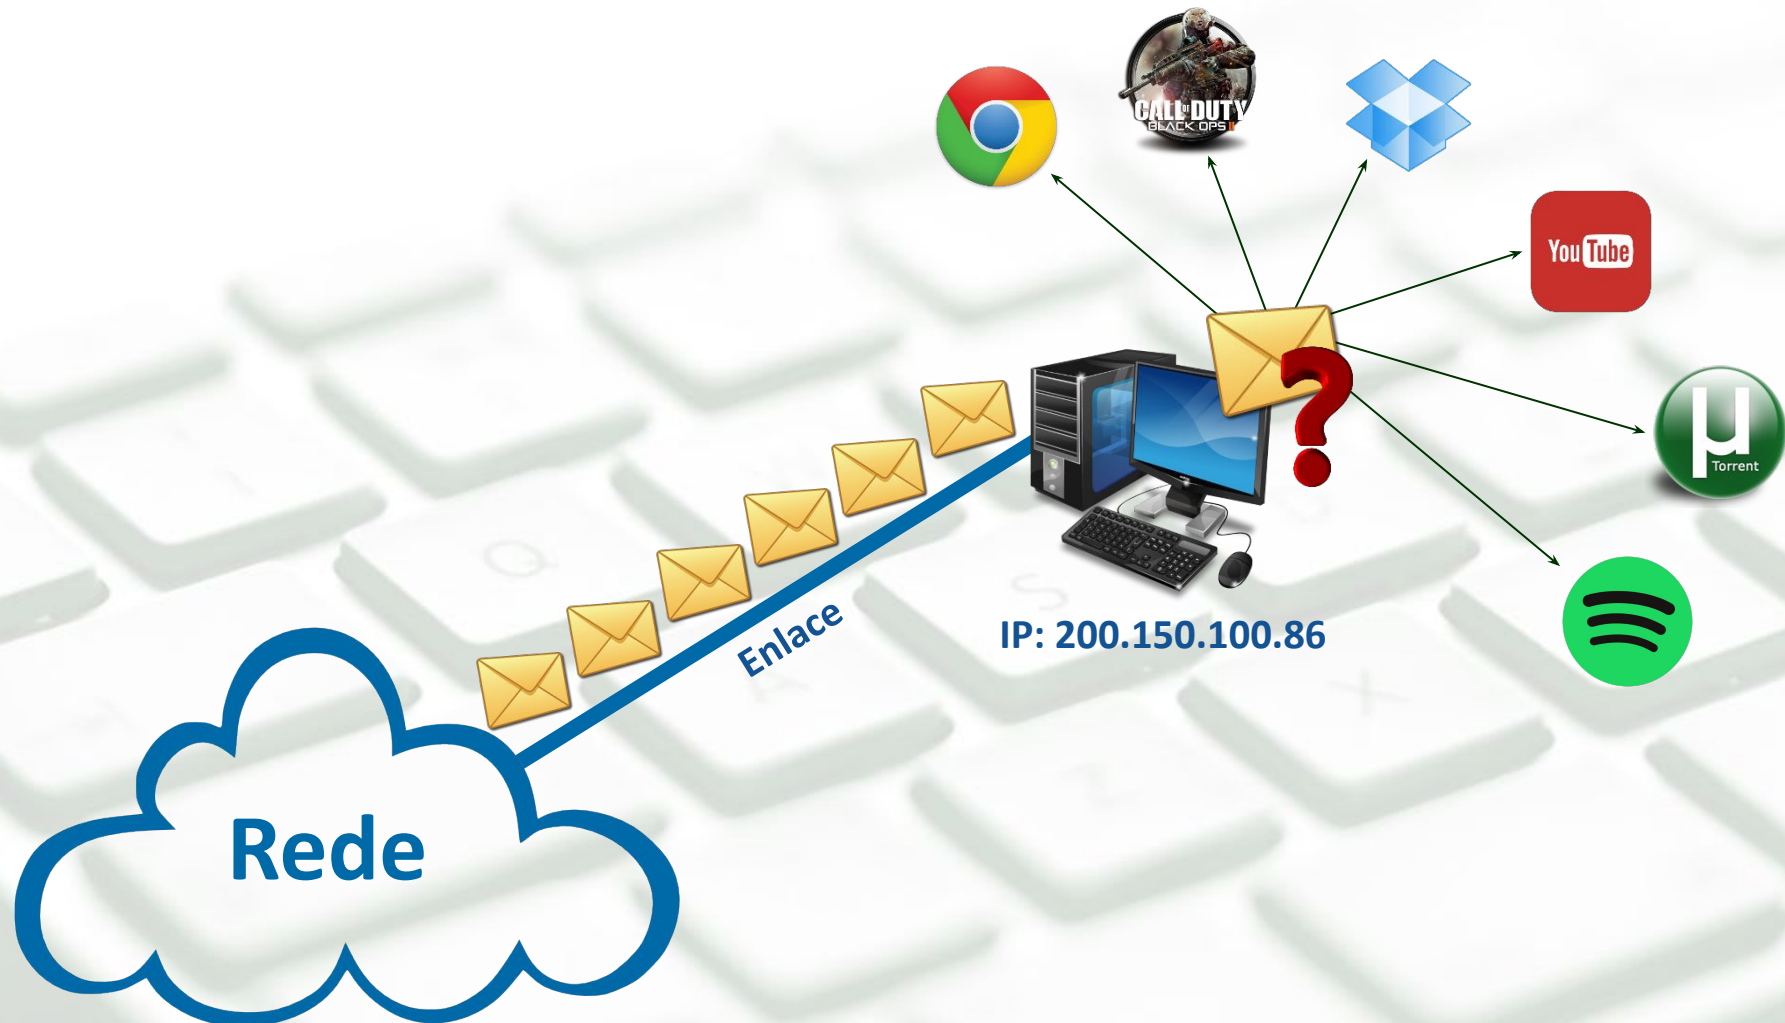 CALL OF DUTY
BLACK OPS II
You Tube
µ
Torrent
Enlace
IP: 200.150.100.86
Rede
Q
S
A
X
Z